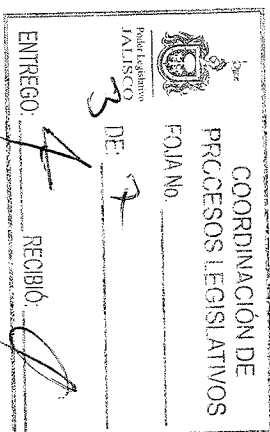 COORDINACIÓN DE
PROCESOS LEGISLATIVOS
Poder Legislativo
JALISCO
FOJA No.
3 DE: 7
ENTREGO:
RECIBIÓ: